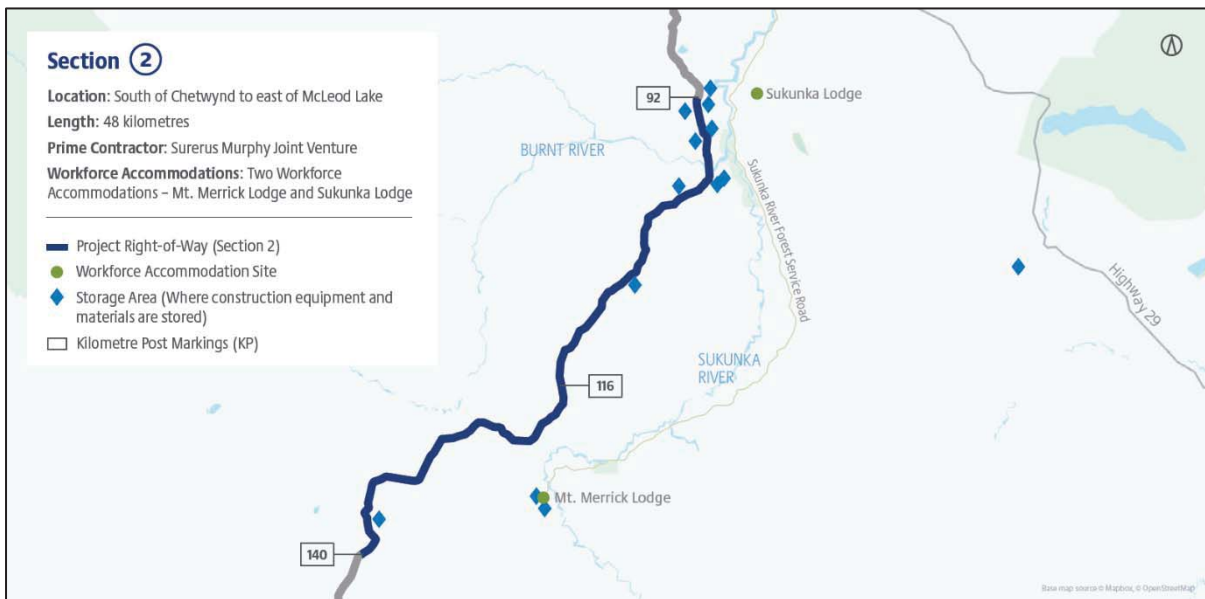 Section 2
Location: South of Chetwynd to east of McLeod Lake
Length: 48 kilometres
Prime Contractor: Surerus Murphy Joint Venture
Workforce Accommodations: Two Workforce
Accommodations – Mt. Merrick Lodge and Sukunka Lodge
Project Right-of-Way (Section 2)
Workforce Accommodation Site
Storage Area (Where construction equipment and
materials are stored)
Kilometre Post Markings (KP)
92
Sukunka Lodge
BURNT RIVER
Sukunka River Forest Service Road
Highway 29
SUKUNKA
RIVER
116
Mt. Merrick Lodge
140
Base map source © Mapbox, © OpenStreetMap